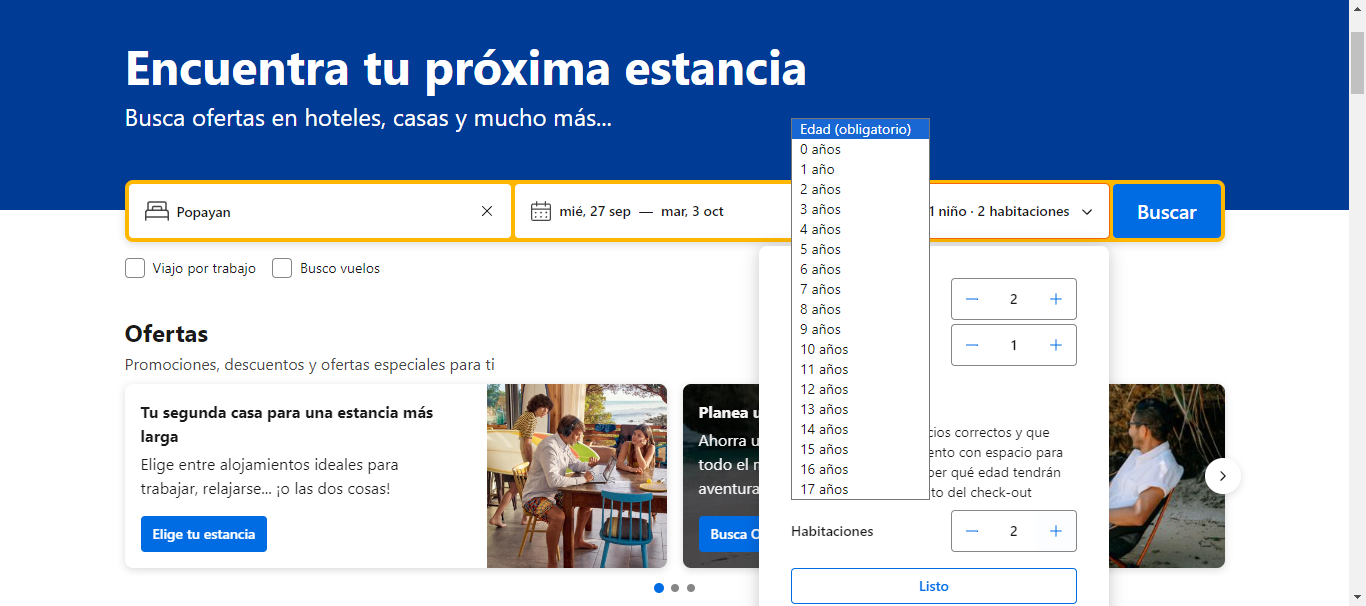 Encuentra tu próxima estancia
Busca ofertas en hoteles, casas y mucho más...
Popayan
mié, 27 sep — mar, 3 oct
1 niño · 2 habitaciones
Buscar
Viajo por trabajo
Busco vuelos
Edad (obligatorio)
0 años
1 año
2 años
3 años
4 años
5 años
6 años
7 años
8 años
9 años
10 años
11 años
12 años
13 años
14 años
15 años
16 años
17 años
2
1
correctos y que
con espacio para
qué edad tendrán
del check-out
Habitaciones
2
Listo
Ofertas
Promociones, descuentos y ofertas especiales para ti
Tu segunda casa para una estancia más
larga
Elige entre alojamientos ideales para
trabajar, relajarse... ¡o las dos cosas!
Elige tu estancia
Planea
Ahorra
todo el
Busca